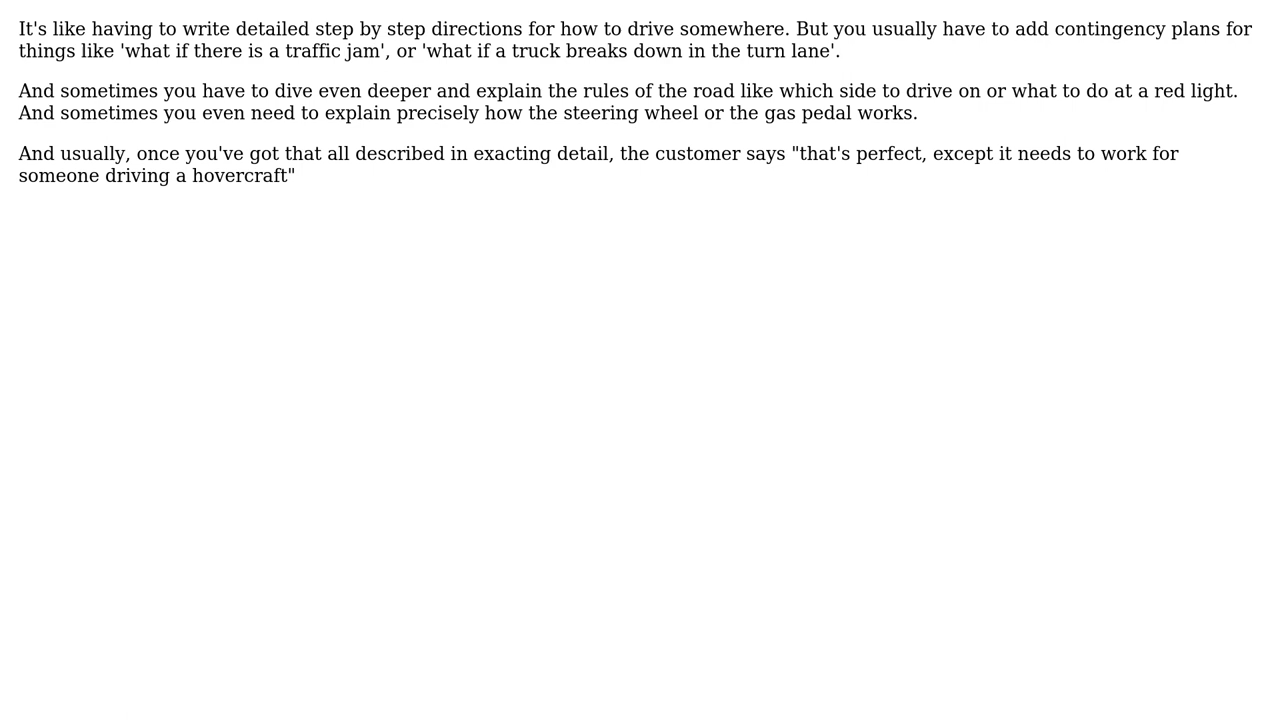 It's like having to write detailed step by step directions for how to drive somewhere. But you usually have to add contingency plans for
things like 'what if there is a traffic jam', or 'what if a truck breaks down in the turn lane'.
And sometimes you have to dive even deeper and explain the rules of the road like which side to drive on or what to do at a red light.
And sometimes you even need to explain precisely how the steering wheel or the gas pedal works.
And usually, once you've got that all described in exacting detail, the customer says "that's perfect, except it needs to work for
someone driving a hovercraft"